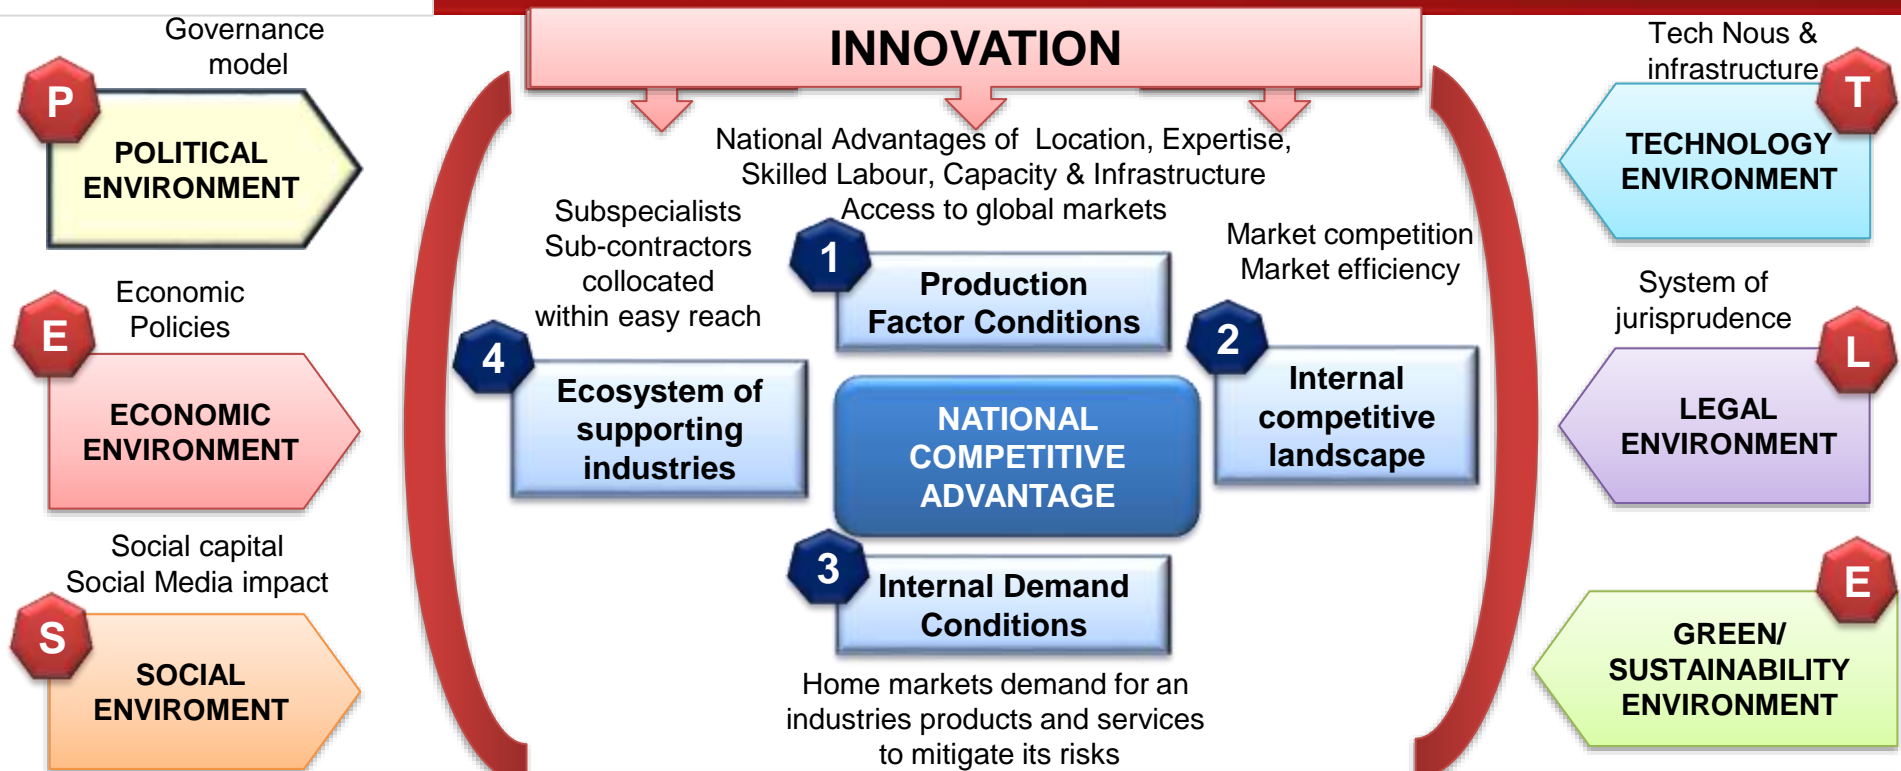 INNOVATION
Governance
model
P
POLITICAL
ENVIRONMENT
Economic
Policies
E
ECONOMIC
ENVIRONMENT
Social capital
Social Media impact
S
SOCIAL
ENVIROMENT
National Advantages of Location, Expertise,
Skilled Labour, Capacity & Infrastructure
Access to global markets
1
Production
Factor Conditions
Subspecialists
Sub-contractors
collocated
within easy reach
4
Ecosystem of
supporting
industries
NATIONAL
COMPETITIVE
ADVANTAGE
Market competition
Market efficiency
2
Internal
competitive
landscape
3
Internal Demand
Conditions
Home markets demand for an
industries products and services
to mitigate its risks
Tech Nous &
infrastructure
T
TECHNOLOGY
ENVIRONMENT
System of
jurisprudence
L
LEGAL
ENVIRONMENT
E
GREEN/
SUSTAINABILITY
ENVIRONMENT